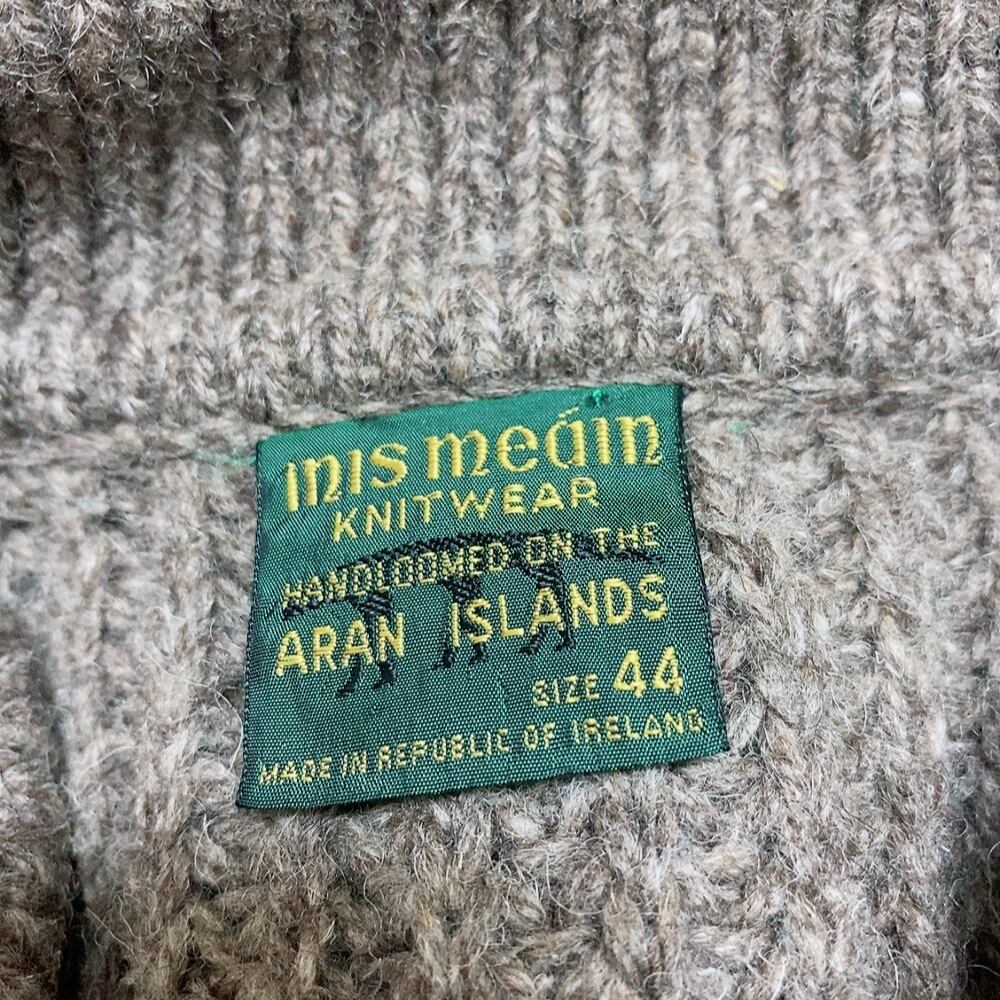 INIS meáin
KNITWEAR
HANDLOOMED ON THE
ARAN ISLANDS
SIZE 44
MADE IN REPUBLIC OF IRELAND